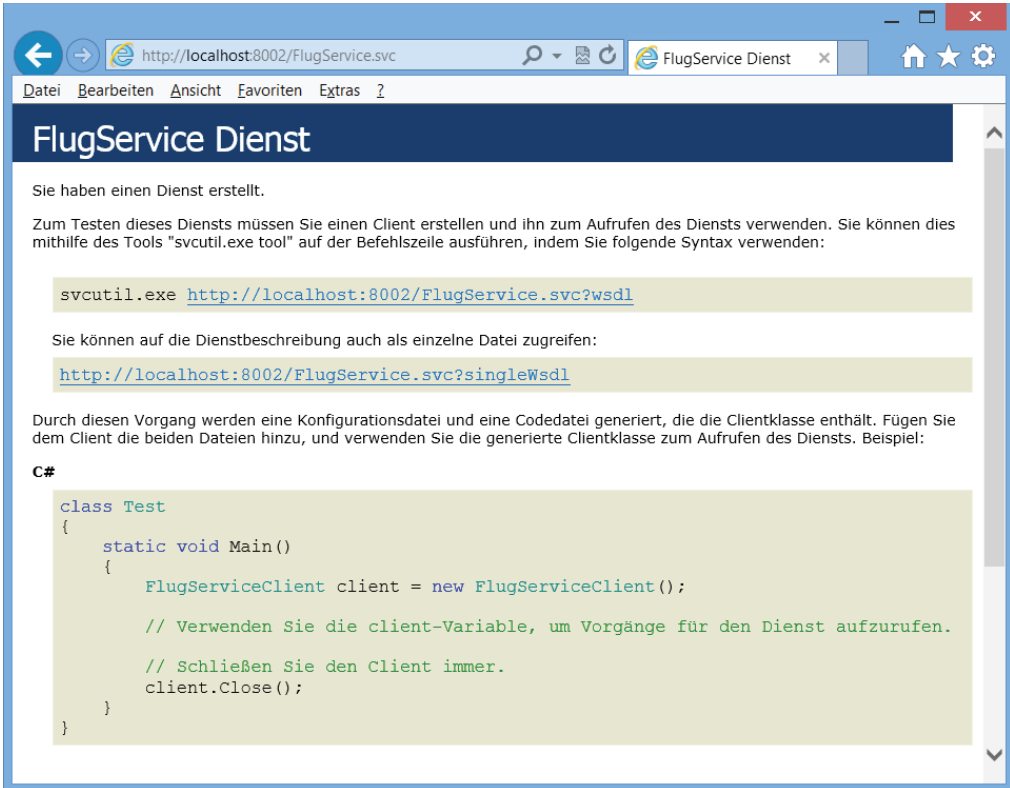 http://localhost:8002/FlugService.svc
FlugService Dienst
Datei Bearbeiten Ansicht Favoriten Extras ?
FlugService Dienst
Sie haben einen Dienst erstellt.
Zum Testen dieses Diensts müssen Sie einen Client erstellen und ihn zum Aufrufen des Diensts verwenden. Sie können dies
mithilfe des Tools "svcutil.exe tool" auf der Befehlszeile ausführen, indem Sie folgende Syntax verwenden:
svcutil.exe http://localhost:8002/FlugService.svc?wsdl
Sie können auf die Dienstbeschreibung auch als einzelne Datei zugreifen:
http://localhost:8002/FlugService.svc?singleWsdl
Durch diesen Vorgang werden eine Konfigurationsdatei und eine Codedatei generiert, die die Clientklasse enthält. Fügen Sie
dem Client die beiden Dateien hinzu, und verwenden Sie die generierte Clientklasse zum Aufrufen des Diensts. Beispiel:
C#
class Test
{
    static void Main()
    {
        FlugServiceClient client = new FlugServiceClient();
        // Verwenden Sie die client-Variable, um Vorgänge für den Dienst aufzurufen.
        // Schließen Sie den Client immer.
        client.Close();
    }
}